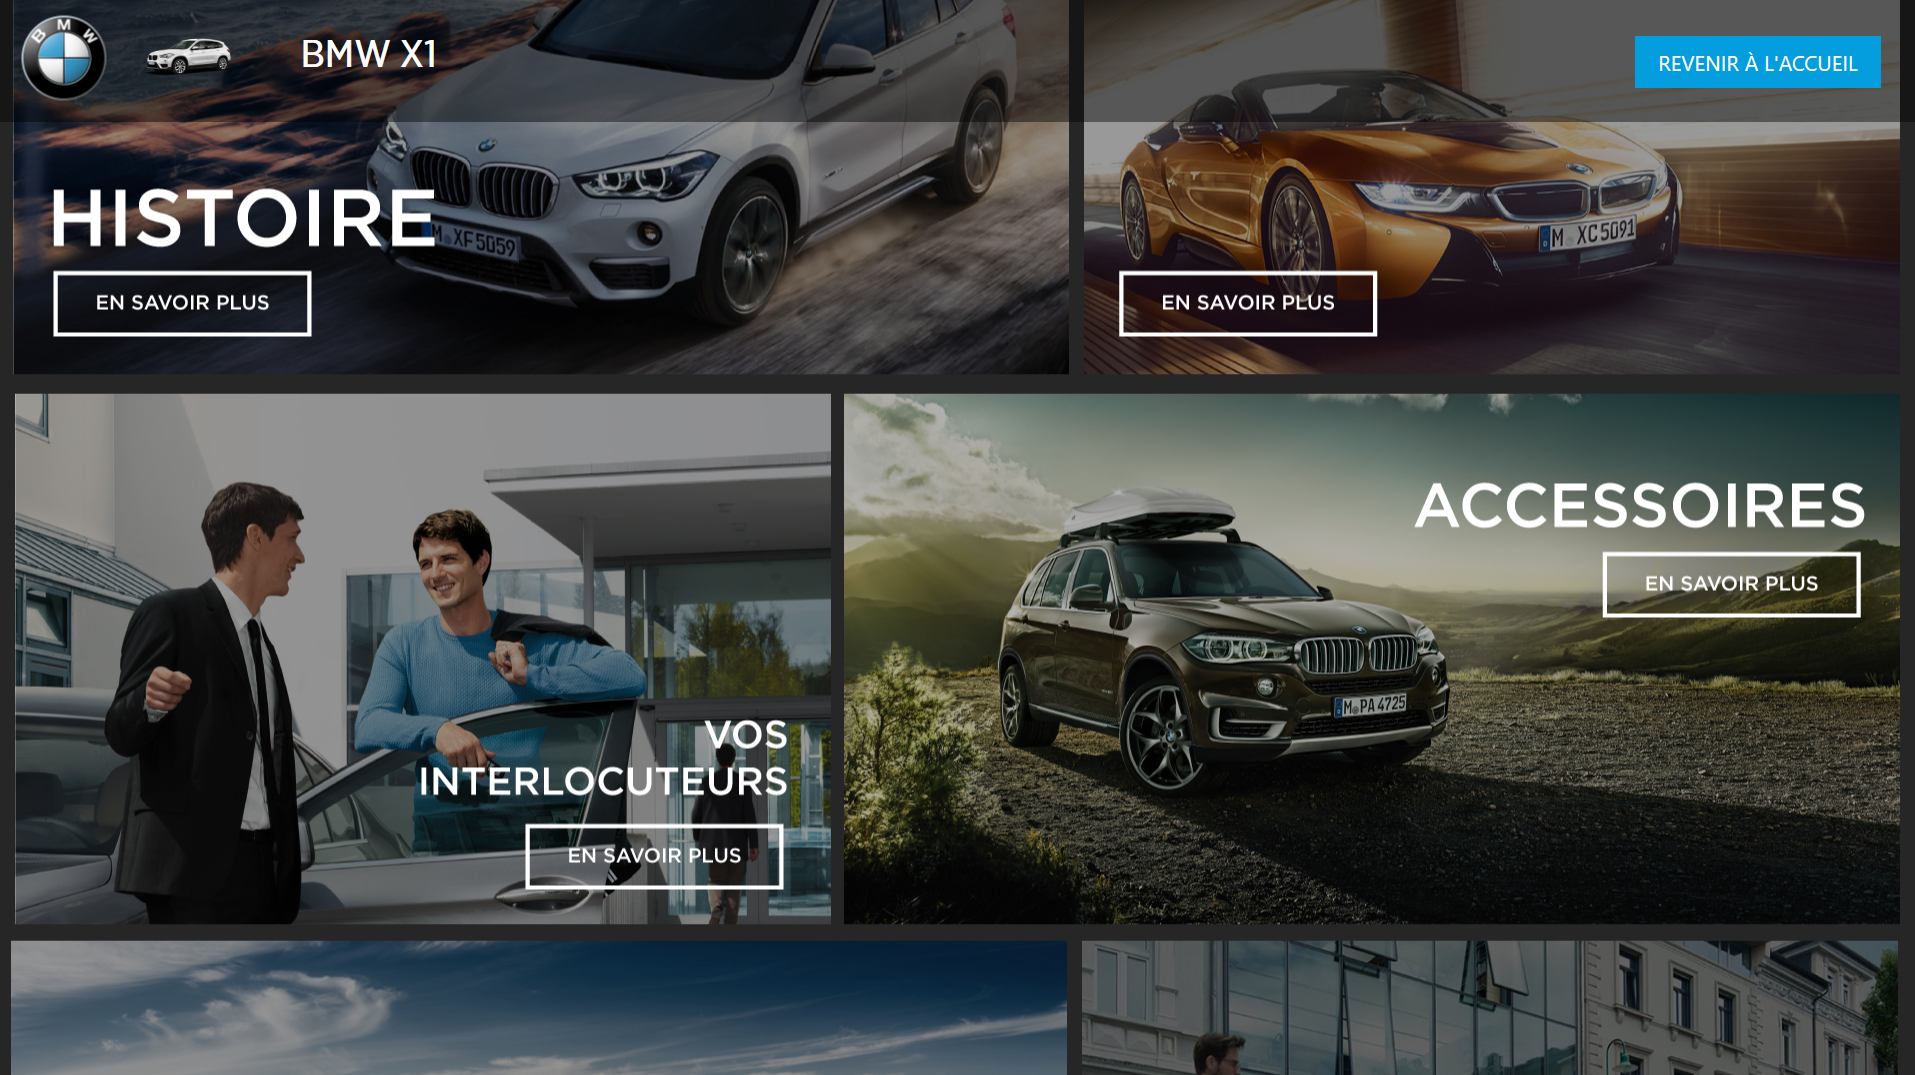 BMW
BMW X1
REVENIR À L'ACCUEIL
HISTOIRE
M XF 5059
EN SAVOIR PLUS
M XC 5091
EN SAVOIR PLUS
VOS
INTERLOCUTEURS
EN SAVOIR PLUS
ACCESSOIRES
EN SAVOIR PLUS
M PA 4725